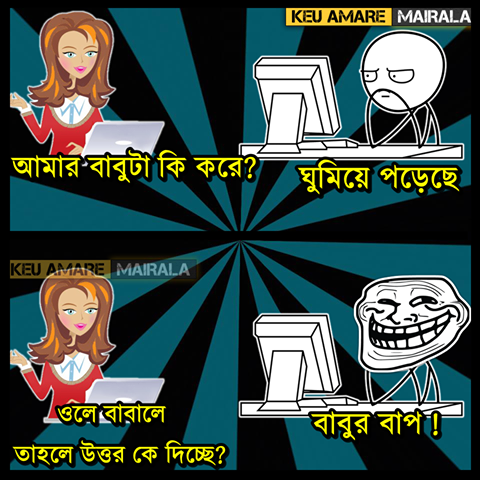 KEU AMARE MAIRALA
আমার বাবুটা কি করে?
ঘুমিয়ে পড়েছে
KEU AMARE MAIRALA
ওলে বাবালে
তাহলে উত্তর কে দিচ্ছে?
বাবুর বাপ !